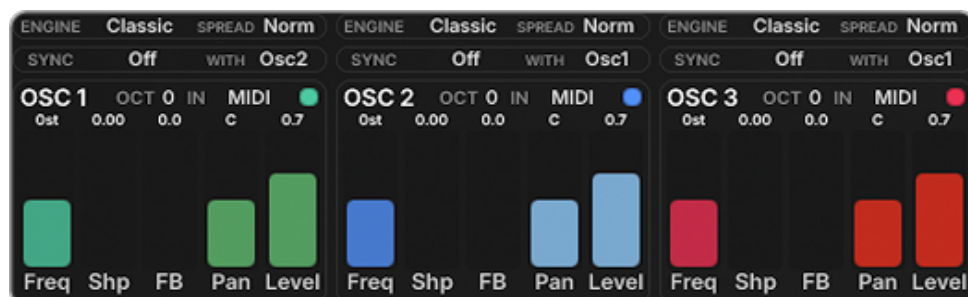 ENGINE Classic SPREAD Norm ENGINE Classic SPREAD Norm ENGINE Classic SPREAD Norm
SYNC Off WITH Osc2 SYNC Off WITH Osc1 SYNC Off WITH Osc1
OSC 1 OCT 0 IN MIDI OSC 2 OCT 0 IN MIDI OSC 3 OCT 0 IN MIDI
0st 0.00 0.0 C 0.7 0st 0.00 0.0 C 0.7 0st 0.00 0.0 C 0.7
Freq Shp FB Pan Level Freq Shp FB Pan Level Freq Shp FB Pan Level